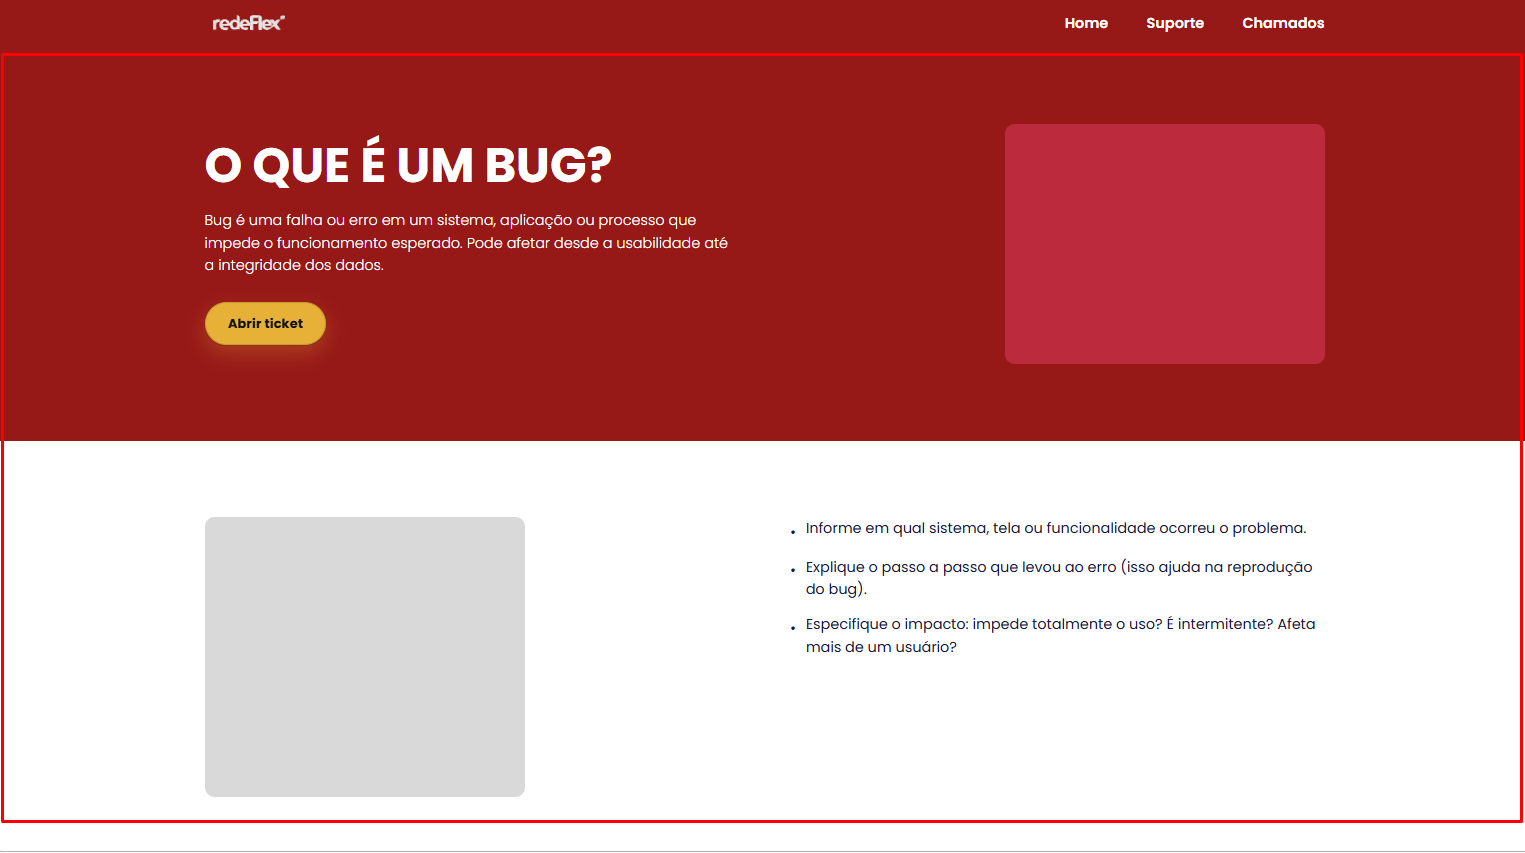 redeFlex
Home Suporte Chamados
O QUE É UM BUG?
Bug é uma falha ou erro em um sistema, aplicação ou processo que
impede o funcionamento esperado. Pode afetar desde a usabilidade até
a integridade dos dados.
Abrir ticket
• Informe em qual sistema, tela ou funcionalidade ocorreu o problema.
• Explique o passo a passo que levou ao erro (isso ajuda na reprodução
do bug).
• Especifique o impacto: impede totalmente o uso? É intermitente? Afeta
mais de um usuário?